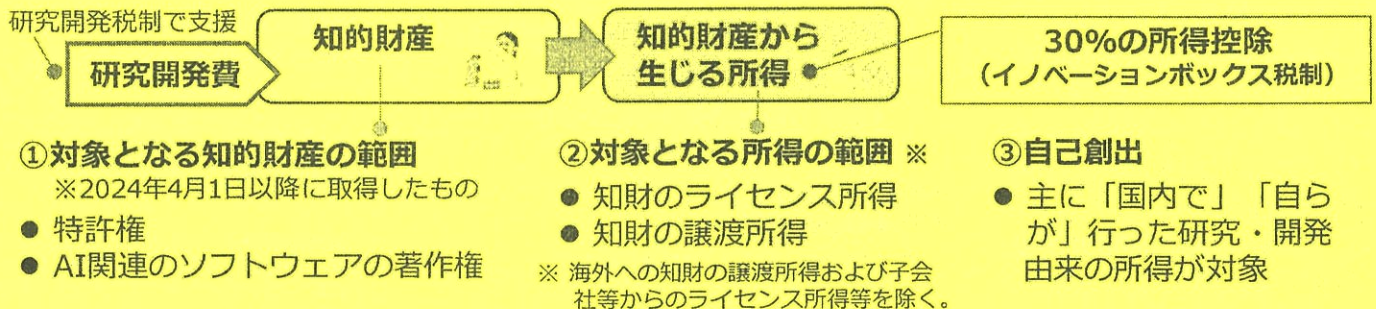 研究開発税制で支援
研究開発費
知的財産
知的財産から
生じる所得
30%の所得控除
（イノベーションボックス税制）
①対象となる知的財産の範囲
※2024年4月1日以降に取得したもの
● 特許権
● AI関連のソフトウェアの著作権
②対象となる所得の範囲 ※
● 知財のライセンス所得
● 知財の譲渡所得
※ 海外への知財の譲渡所得および子会
社等からのライセンス所得等を除く。
③自己創出
● 主に「国内で」「自ら
が」行った研究・開発
由来の所得が対象